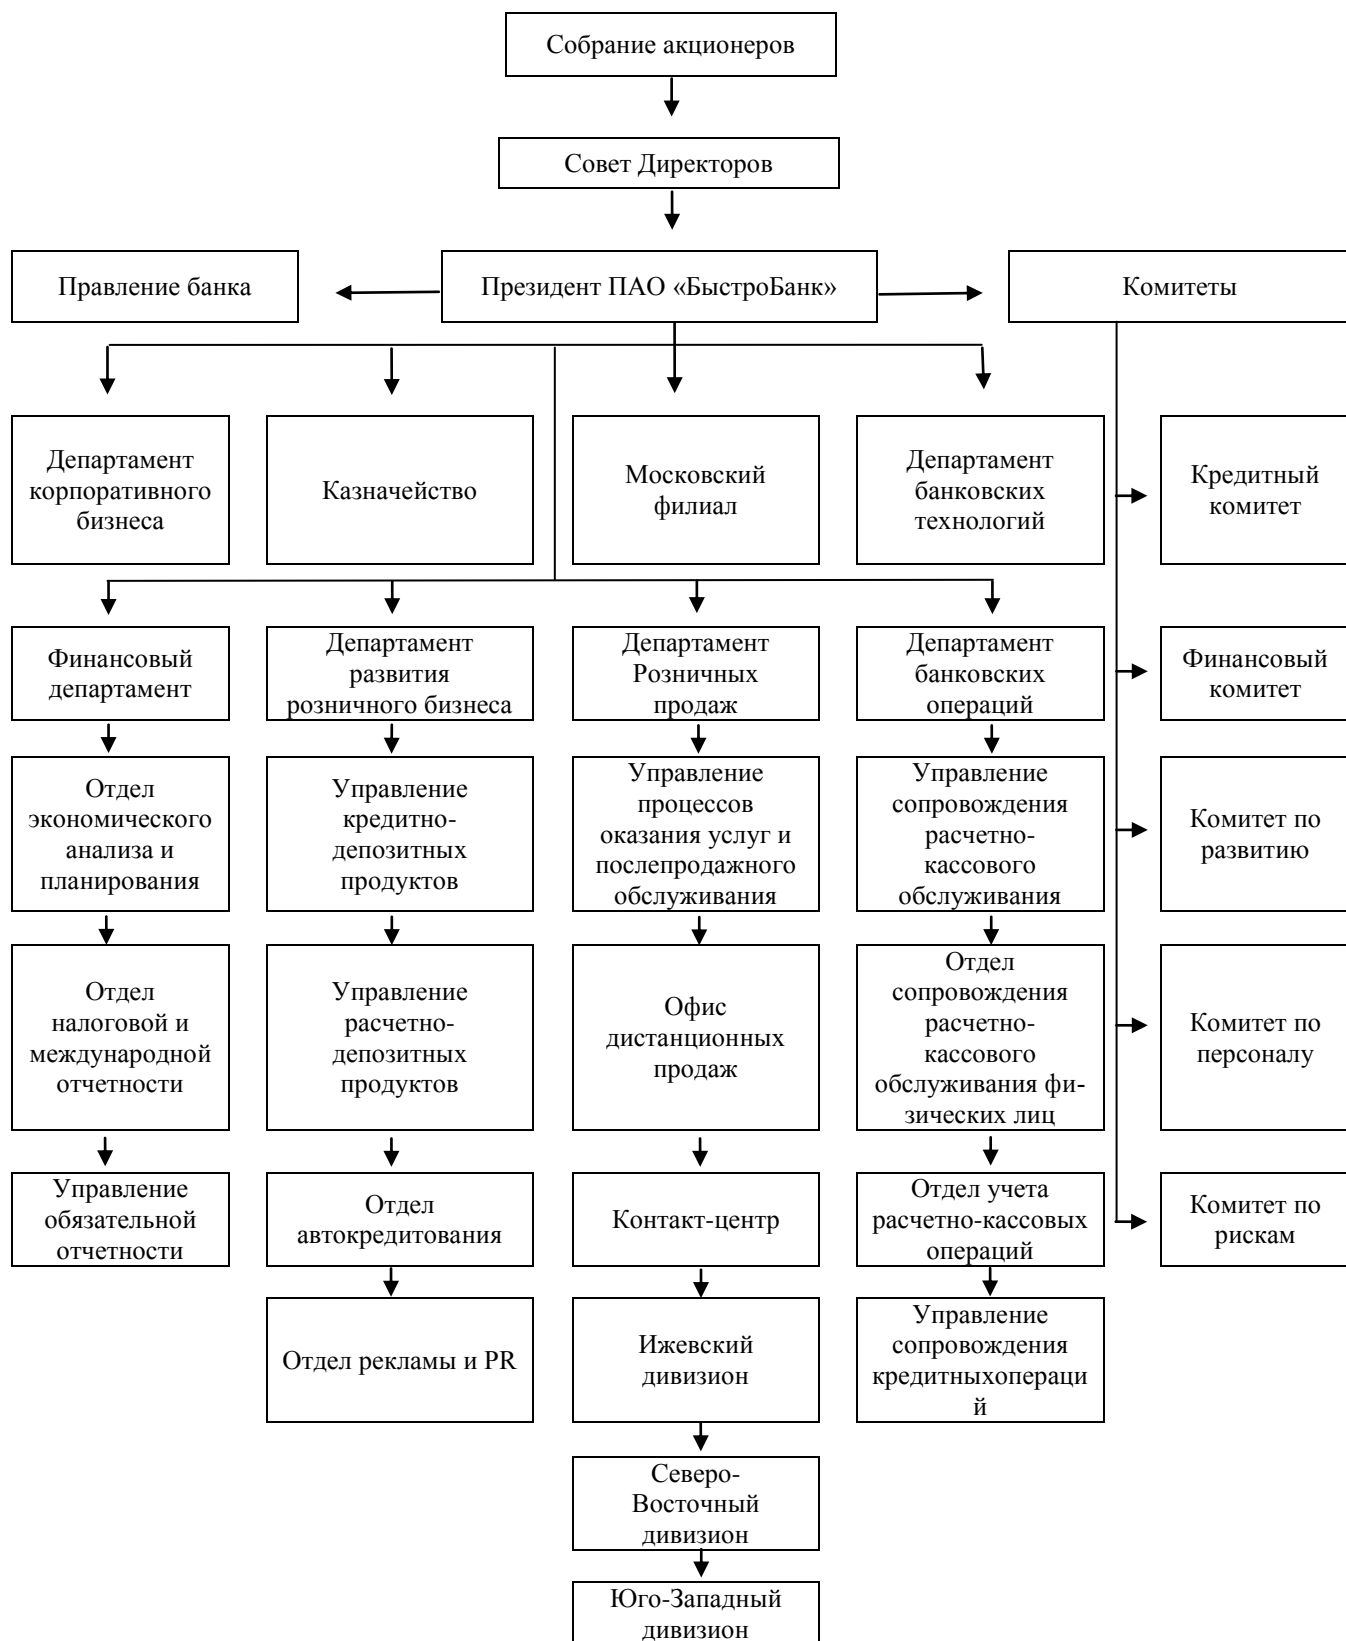 Собрание акционеров
Совет Директоров
Правление банка
Президент ПАО «БыстроБанк»
Комитеты
Департамент
корпоративного
бизнеса
Казначейство
Московский
филиал
Департамент
банковских
технологий
Кредитный
комитет
Финансовый
департамент
Департамент
развития
розничного бизнеса
Департамент
Розничных
продаж
Департамент
банковских
операций
Финансовый
комитет
Отдел
экономического
анализа и
планирования
Управление
кредитно-
депозитных
продуктов
Управление
процессов
оказания услуг и
послепродажного
обслуживания
Управление
сопровождения
расчетно-
кассового
обслуживания
Комитет по
развитию
Отдел
налоговой и
международной
отчетности
Управление
расчетно-
депозитных
продуктов
Офис
дистанционных
продаж
Отдел
сопровождения
расчетно-
кассового
обслуживания фи-
зических лиц
Комитет по
персоналу
Управление
обязательной
отчетности
Отдел
автокредитования
Контакт-центр
Отдел учета
расчетно-кассовых
операций
Комитет по
рискам
Отдел рекламы и PR
Ижевский
дивизион
Управление
сопровождения
кредитныхопераци
й
Северо-
Восточный
дивизион
Юго-Западный
дивизион